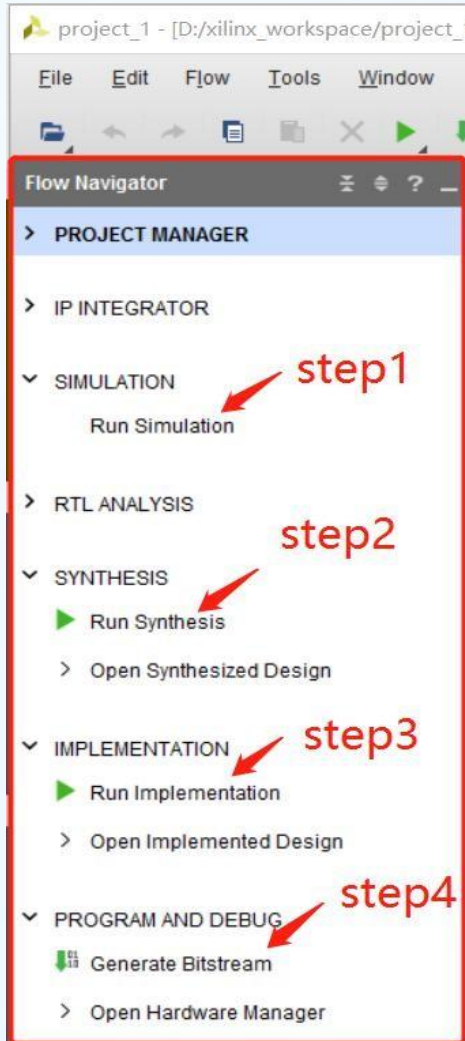 project_1 - [D:/xilinx_workspace/project_
File Edit Flow Tools Window
Flow Navigator ?
PROJECT MANAGER
IP INTEGRATOR
SIMULATION
step1
Run Simulation
RTL ANALYSIS
step2
SYNTHESIS
Run Synthesis
Open Synthesized Design
step3
IMPLEMENTATION
Run Implementation
Open Implemented Design
step4
PROGRAM AND DEBUG
Generate Bitstream
Open Hardware Manager